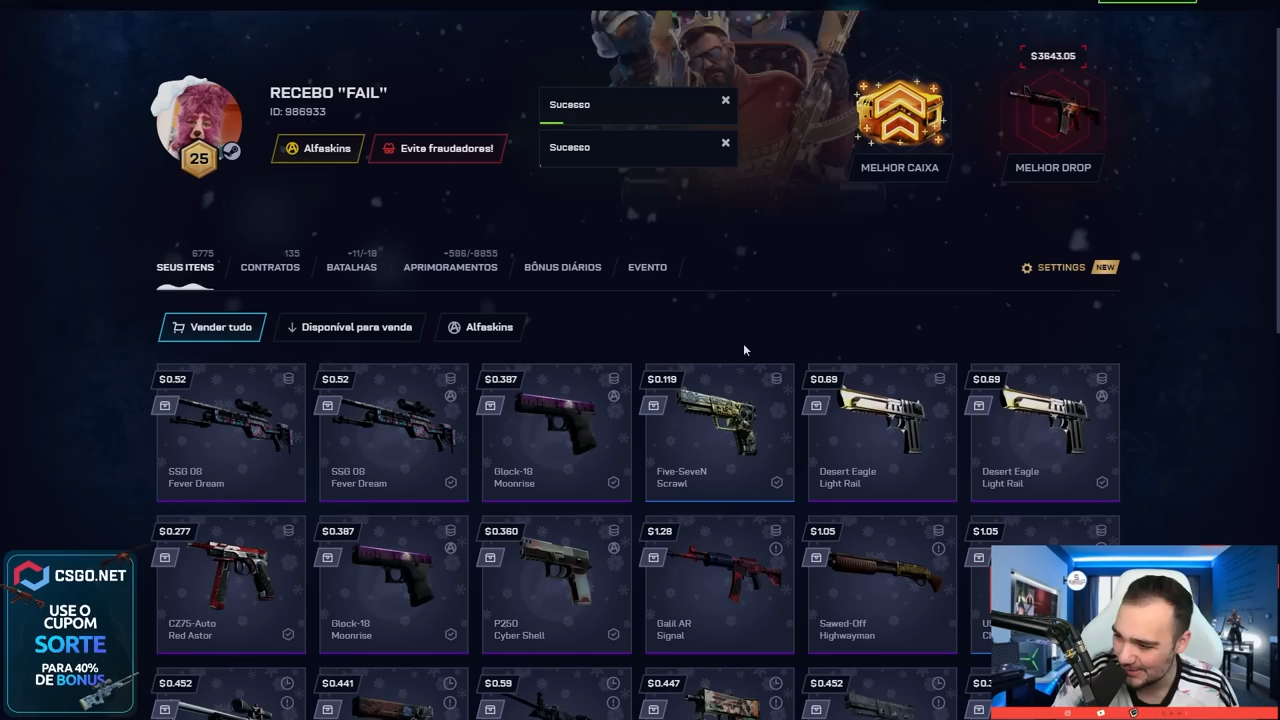 $3643.05
RECEBO "FAIL"
ID: 986933
25
Alfaskins
Evite fraudadores!
Sucesso
Sucesso
MELHOR CAIXA
MELHOR DROP
6775
SEUS ITENS
135
CONTRATOS
+11/-18
BATALHAS
+586/-8855
APRIMORAMENTOS
BÔNUS DIÁRIOS
EVENTO
SETTINGS NEW
Vender tudo
Disponível para venda
Alfaskins
$0.52
SSG 08
Fever Dream
$0.52
SSG 08
Fever Dream
$0.387
Glock-18
Moonrise
$0.119
Five-SeveN
Scrawl
$0.69
Desert Eagle
Light Rail
$0.69
Desert Eagle
Light Rail
$0.277
CZ75-Auto
Red Astor
$0.387
Glock-18
Moonrise
$0.360
P250
Cyber Shell
$1.28
Galil AR
Signal
$1.05
Sawed-Off
Highwayman
$1.05
$0.452
$0.441
$0.59
$0.447
$0.452
CSGO.NET
USE O
CUPOM
SORTE
PARA 40%
DE BONUS